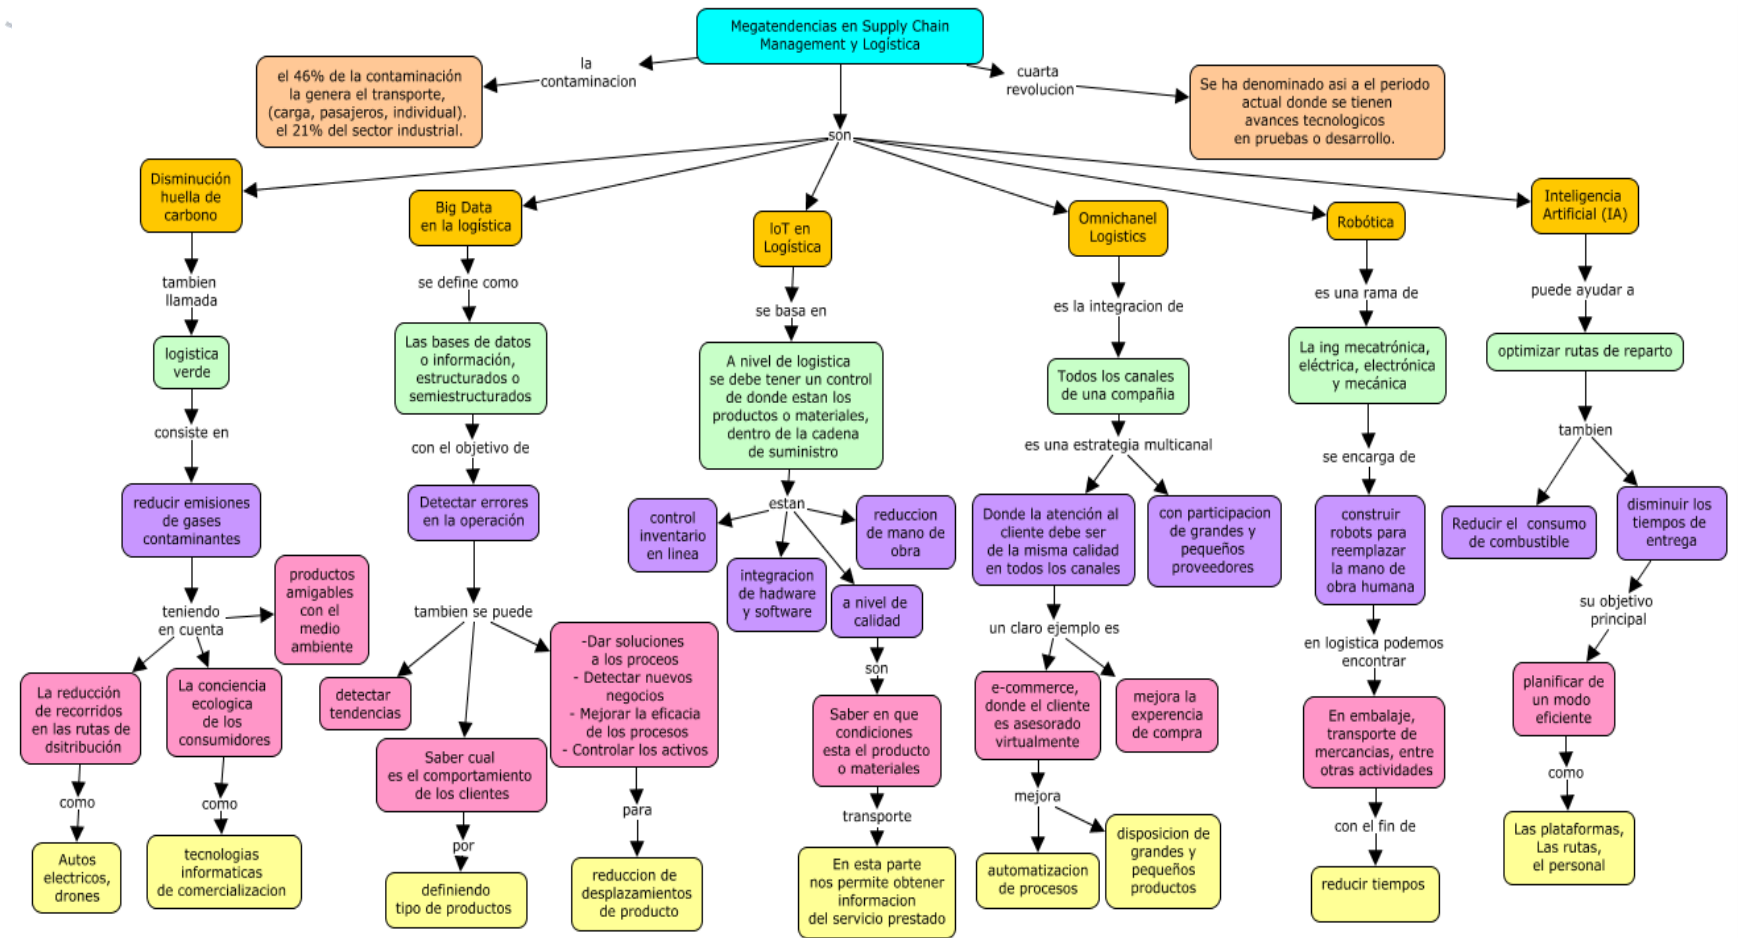 Megatendencias en Supply Chain
Management y Logística
la
contaminacion
el 46% de la contaminación
la genera el transporte,
(carga, pasajeros, individual).
el 21% del sector industrial.
cuarta
revolucion
Se ha denominado asi a el periodo
actual donde se tienen
avances tecnologicos
en pruebas o desarrollo.
son
Disminución
huella de
carbono
tambien
llamada
logistica
verde
consiste en
reducir emisiones
de gases
contaminantes
teniendo
en cuenta
productos
amigables
con el
medio
ambiente
La reducción
de recorridos
en las rutas de
dsitribución
como
Autos
electricos,
drones
La conciencia
ecologica
de los
consumidores
como
tecnologias
informaticas
de comercializacion
Big Data
en la logística
se define como
Las bases de datos
o información,
estructurados o
semiestructurados
con el objetivo de
Detectar errores
en la operación
tambien se puede
detectar
tendencias
Saber cual
es el comportamiento
de los clientes
por
definiendo
tipo de productos
-Dar soluciones
a los proceos
- Detectar nuevos
negocios
- Mejorar la eficacia
de los procesos
- Controlar los activos
para
reduccion de
desplazamientos
de producto
IoT en
Logística
se basa en
A nivel de logistica
se debe tener un control
de donde estan los
productos o materiales,
dentro de la cadena
de suministro
estan
control
inventario
en linea
integracion
de hadware
y software
a nivel de
calidad
reduccion
de mano de
obra
son
Saber en que
condiciones
esta el producto
o materiales
transporte
En esta parte
nos permite obtener
informacion
del servicio prestado
Omnichanel
Logistics
es la integracion de
Todos los canales
de una compañia
es una estrategia multicanal
Donde la atención al
cliente debe ser
de la misma calidad
en todos los canales
con participacion
de grandes y
pequeños
proveedores
un claro ejemplo es
e-commerce,
donde el cliente
es asesorado
virtualmente
mejora la
experencia
de compra
mejora
automatizacion
de procesos
disposicion de
grandes y
pequeños
productos
Robótica
es una rama de
La ing mecatrónica,
eléctrica, electrónica
y mecánica
se encarga de
construir
robots para
reemplazar
la mano de
obra humana
en logistica podemos
encontrar
En embalaje,
transporte de
mercancias, entre
otras actividades
con el fin de
reducir tiempos
Inteligencia
Artificial (IA)
puede ayudar a
optimizar rutas de reparto
tambien
Reducir el consumo
de combustible
disminuir los
tiempos de
entrega
su objetivo
principal
planificar de
un modo
eficiente
como
Las plataformas,
Las rutas,
el personal